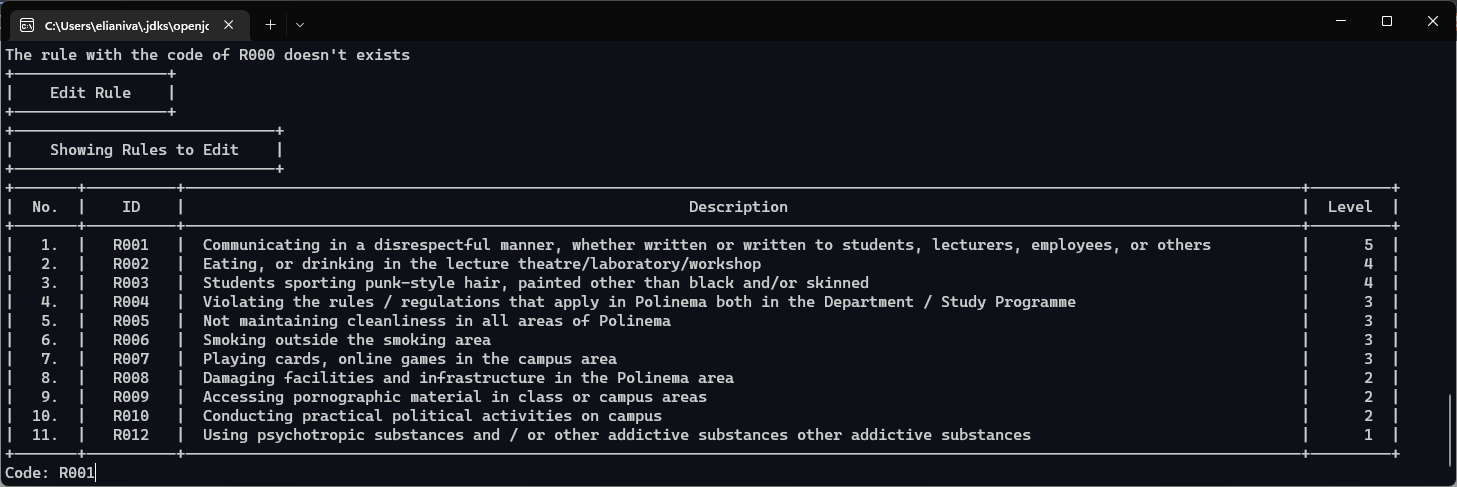 C:\Users\elianiva\.jdks\openjc
The rule with the code of R000 doesn't exists
Edit Rule
Showing Rules to Edit
No. | ID | Description | Level
1. | R001 | Communicating in a disrespectful manner, whether written or written to students, lecturers, employees, or others | 5
2. | R002 | Eating, or drinking in the lecture theatre/laboratory/workshop | 4
3. | R003 | Students sporting punk-style hair, painted other than black and/or skinned | 4
4. | R004 | Violating the rules / regulations that apply in Polinema both in the Department / Study Programme | 3
5. | R005 | Not maintaining cleanliness in all areas of Polinema | 3
6. | R006 | Smoking outside the smoking area | 3
7. | R007 | Playing cards, online games in the campus area | 3
8. | R008 | Damaging facilities and infrastructure in the Polinema area | 2
9. | R009 | Accessing pornographic material in class or campus areas | 2
10. | R010 | Conducting practical political activities on campus | 2
11. | R012 | Using psychotropic substances and / or other addictive substances other addictive substances | 1
Code: R001